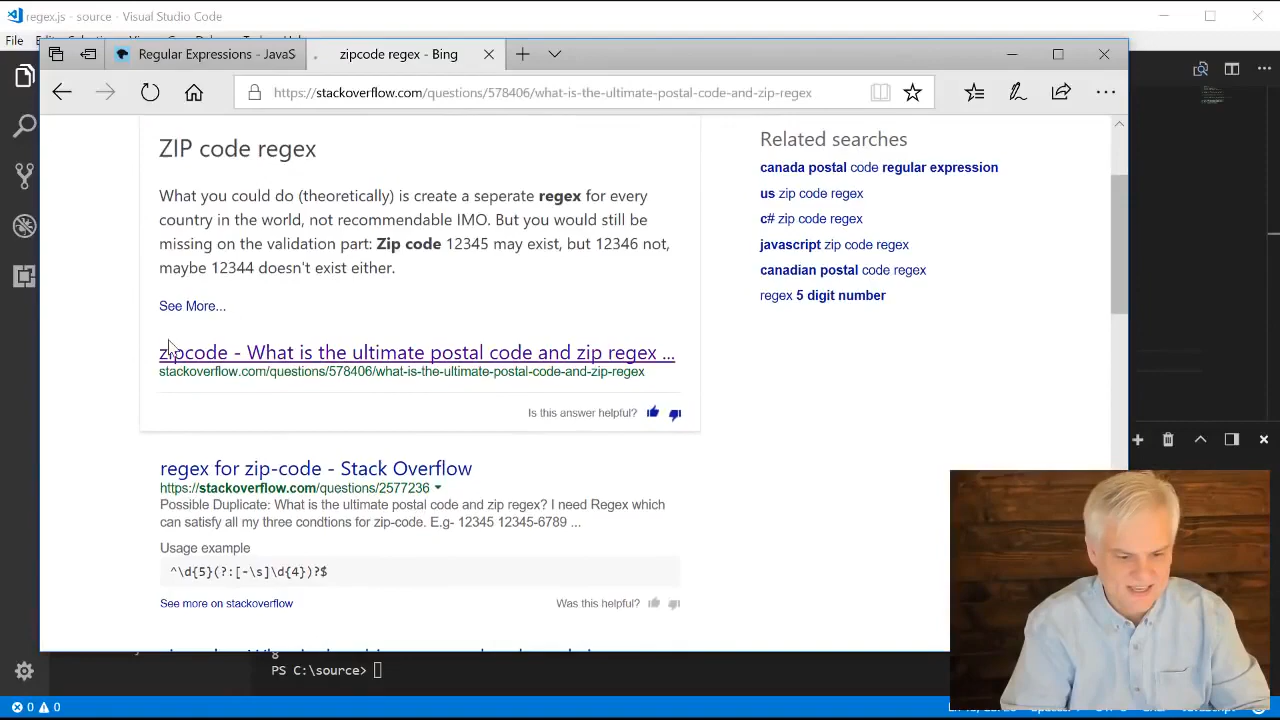 regex.js - source - Visual Studio Code
File
Regular Expressions - JavaS
zipcode regex - Bing
https://stackoverflow.com/questions/578406/what-is-the-ultimate-postal-code-and-zip-regex
ZIP code regex
What you could do (theoretically) is create a seperate regex for every
country in the world, not recommendable IMO. But you would still be
missing on the validation part: Zip code 12345 may exist, but 12346 not,
maybe 12344 doesn't exist either.
See More...
zipcode - What is the ultimate postal code and zip regex ...
stackoverflow.com/questions/578406/what-is-the-ultimate-postal-code-and-zip-regex
Is this answer helpful?
regex for zip-code - Stack Overflow
https://stackoverflow.com/questions/2577236
Possible Duplicate: What is the ultimate postal code and zip regex? I need Regex which
can satisfy all my three condtions for zip-code. E.g- 12345 12345-6789 ...
Usage example
^\d{5}(?:[-\s]\d{4})?$
See more on stackoverflow
Was this helpful?
Related searches
canada postal code regular expression
us zip code regex
c# zip code regex
javascript zip code regex
canadian postal code regex
regex 5 digit number
PS C:\source>
0 0